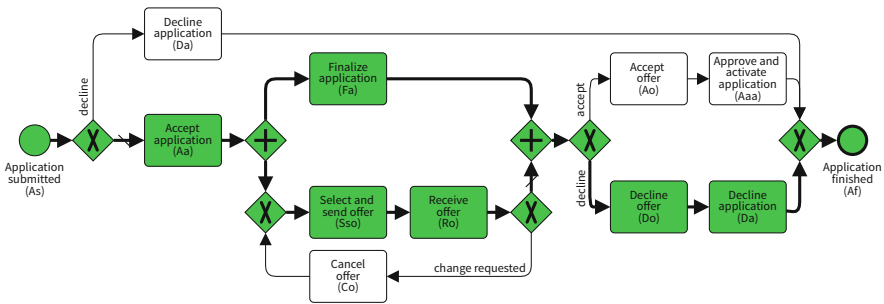 Decline
application
(Da)
decline
Application
submitted
(As)
Accept
application
(Aa)
Finalize
application
(Fa)
Select and
send offer
(Sso)
Receive
offer
(Ro)
Cancel
offer
(Co)
change requested
accept
decline
Accept
offer
(Ao)
Approve and
activate
application
(Aaa)
Decline
offer
(Do)
Decline
application
(Da)
Application
finished
(Af)